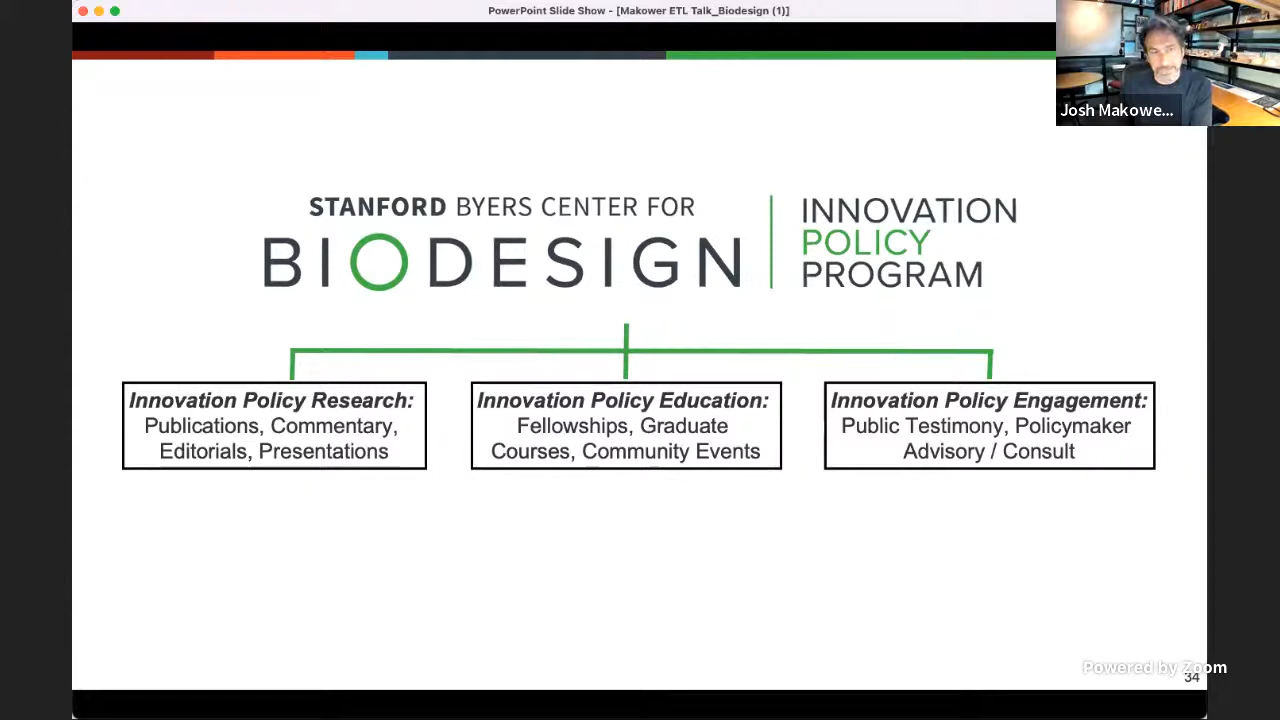 PowerPoint Slide Show - [Makower ETL Talk_Biodesign (1)]
Josh Makowe...
STANFORD BYERS CENTER FOR
BIODESIGN
INNOVATION
POLICY
PROGRAM
Innovation Policy Research:
Publications, Commentary,
Editorials, Presentations
Innovation Policy Education:
Fellowships, Graduate
Courses, Community Events
Innovation Policy Engagement:
Public Testimony, Policymaker
Advisory / Consult
Powered by Zoom
34